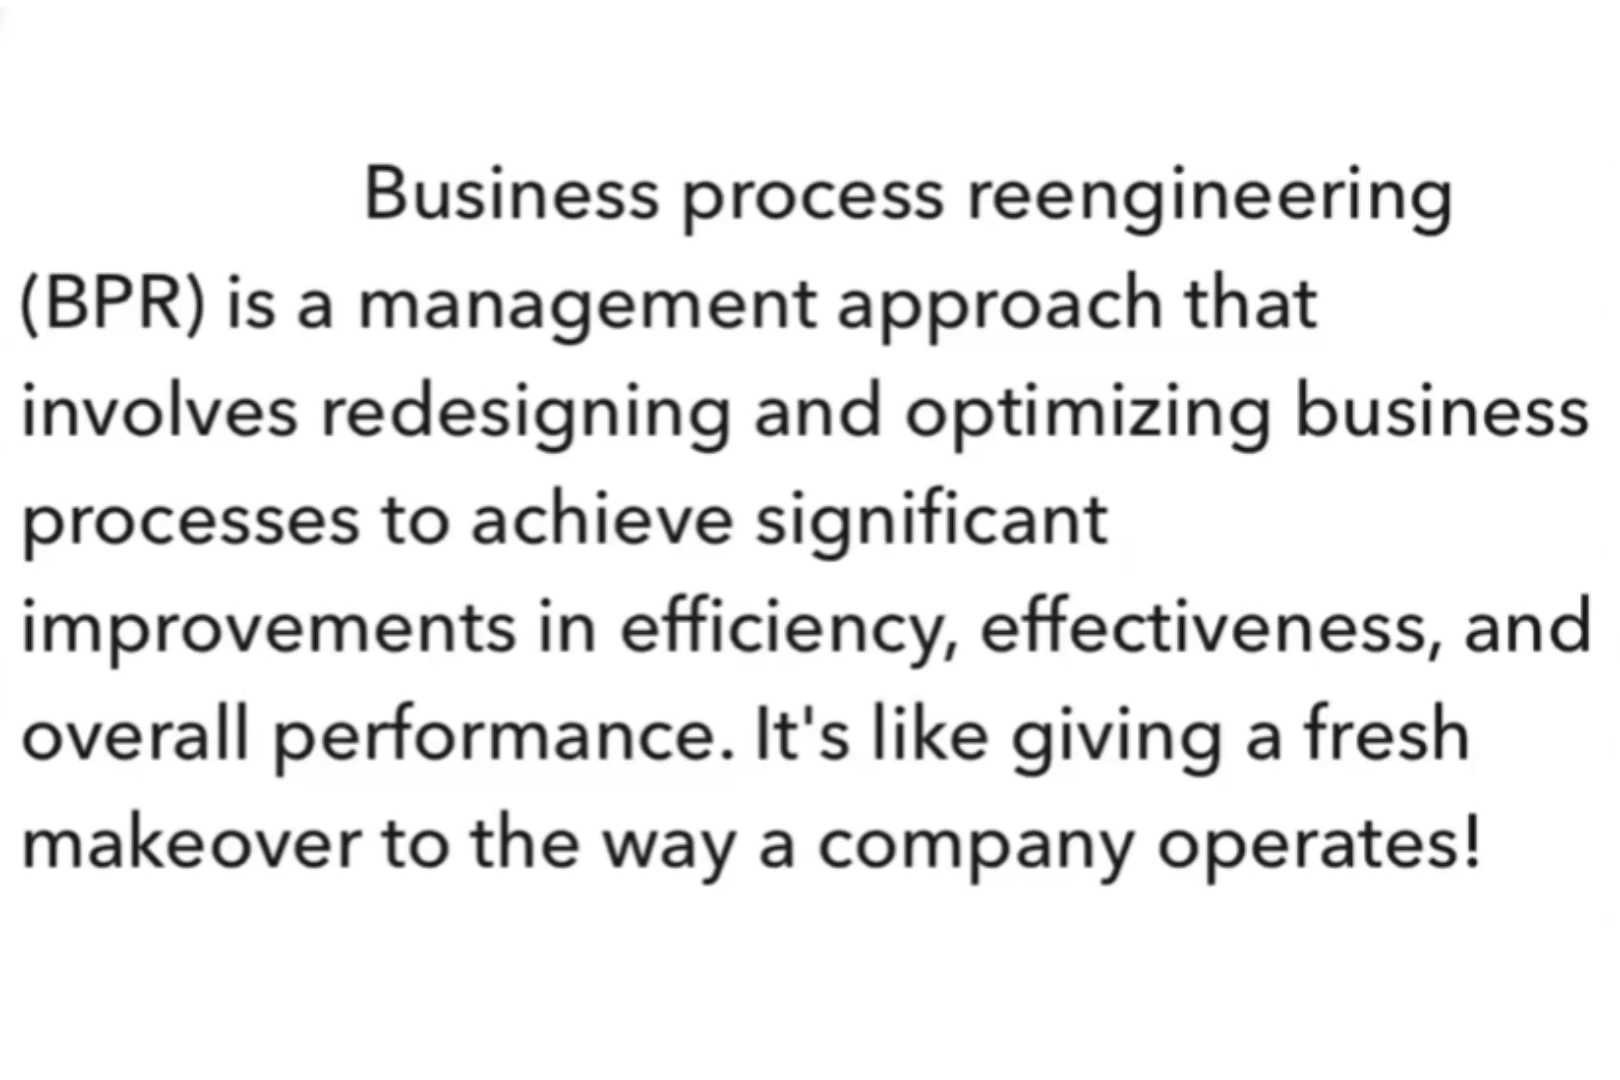 Business process reengineering
(BPR) is a management approach that
involves redesigning and optimizing business
processes to achieve significant
improvements in efficiency, effectiveness, and
overall performance. It's like giving a fresh
makeover to the way a company operates!